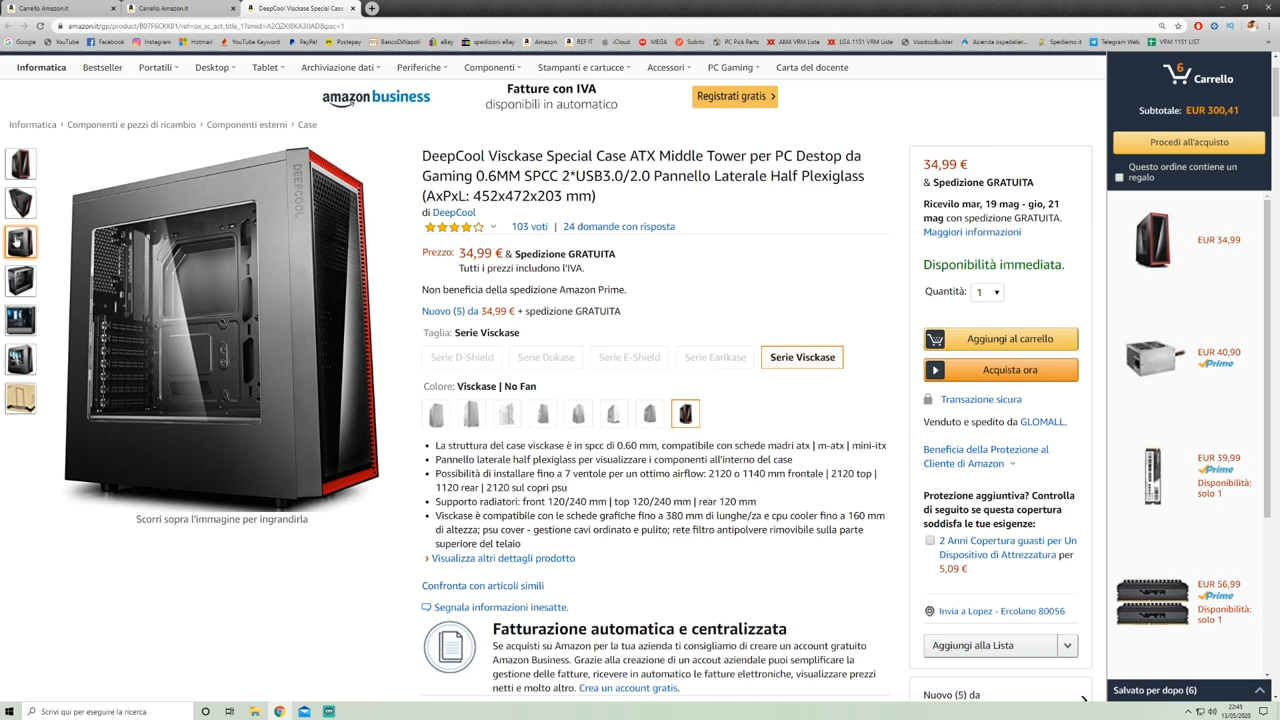 Carrello Amazon.it
Carrello Amazon.it
DeepCool Visckase Special Case
amazon.it/gp/product/B07F6CKK81/ref=ox_sc_act_title_1?smid=A2QZKI8KA3IJAD&psc=1
Google
YouTube
Facebook
Instagram
Hotmail
YouTube Keyword
PayPal
Postepay
BancoDiNapoli
eBay
spedizioni eBay
Amazon
REF IT
iCloud
MEGA
Subito
PC Pick Parts
AM4 VRM Liste
LGA 1151 VRM Liste
VoodooBuilder
Azienda ospedalier...
Spediamo.it
Telegram Web
VRM 1151 LIST
Informatica
Bestseller
Portatili
Desktop
Tablet
Archiviazione dati
Periferiche
Componenti
Stampanti e cartucce
Accessori
PC Gaming
Carta del docente
amazon business
Fatture con IVA
disponibili in automatico
Registrati gratis
Informatica › Componenti e pezzi di ricambio › Componenti esterni › Case
DEEPCOOL
Scorri sopra l'immagine per ingrandirla
DeepCool Visckase Special Case ATX Middle Tower per PC Destop da
Gaming 0.6MM SPCC 2*USB3.0/2.0 Pannello Laterale Half Plexiglass
(AxPxL: 452x472x203 mm)
di DeepCool
103 voti | 24 domande con risposta
Prezzo: 34,99 € & Spedizione GRATUITA
Tutti i prezzi includono l'IVA.
Non beneficia della spedizione Amazon Prime.
Nuovo (5) da 34,99 € + spedizione GRATUITA
Taglia: Serie Visckase
Serie D-Shield
Serie Dukase
Serie E-Shield
Serie Earlkase
Serie Visckase
Colore: Visckase | No Fan
• La struttura del case visckase è in spcc di 0.60 mm, compatibile con schede madri atx | m-atx | mini-itx
• Pannello laterale half plexiglass per visualizzare i componenti all'interno del case
• Possibilità di installare fino a 7 ventole per un ottimo airflow: 2120 o 1140 mm frontale | 2120 top |
1120 rear | 2120 sul copri psu
• Supporto radiatori: front 120/240 mm | top 120/240 mm | rear 120 mm
• Visckase è compatibile con le schede grafiche fino a 380 mm di lunghe/za e cpu cooler fino a 160 mm
di altezza; psu cover - gestione cavi ordinato e pulito; rete filtro antipolvere rimovibile sulla parte
superiore del telaio
› Visualizza altri dettagli prodotto
Confronta con articoli simili
Segnala informazioni inesatte.
Fatturazione automatica e centralizzata
Se acquisti su Amazon per la tua azienda ti consigliamo di creare un account gratuito
Amazon Business. Grazie alla creazione di un accout aziendale puoi semplificare la
gestione delle fatture, ricevere in automatico le fatture elettroniche, visualizzare prezzi
netti e molto altro. Crea un account gratis.
34,99 €
& Spedizione GRATUITA
Ricevilo mar, 19 mag - gio, 21
mag con spedizione GRATUITA.
Maggiori informazioni
Disponibilità immediata.
Quantità: 1
Aggiungi al carrello
Acquista ora
Transazione sicura
Venduto e spedito da GLOMALL.
Beneficia della Protezione al
Cliente di Amazon
Protezione aggiuntiva? Controlla
di seguito se questa copertura
soddisfa le tue esigenze:
2 Anni Copertura guasti per Un
Dispositivo di Attrezzatura per
5,09 €
Invia a Lopez - Ercolano 80056
Aggiungi alla Lista
Nuovo (5) da
6
Carrello
Subtotale: EUR 300,41
Procedi all'acquisto
Questo ordine contiene un
regalo
EUR 34,99
EUR 40,90
Prime
EUR 39,99
Prime
Disponibilità:
solo 1
VIPER
VIPER
EUR 56,99
Prime
Disponibilità:
solo 1
Salvato per dopo (6)
Scrivi qui per eseguire la ricerca
22:45
13/05/2020